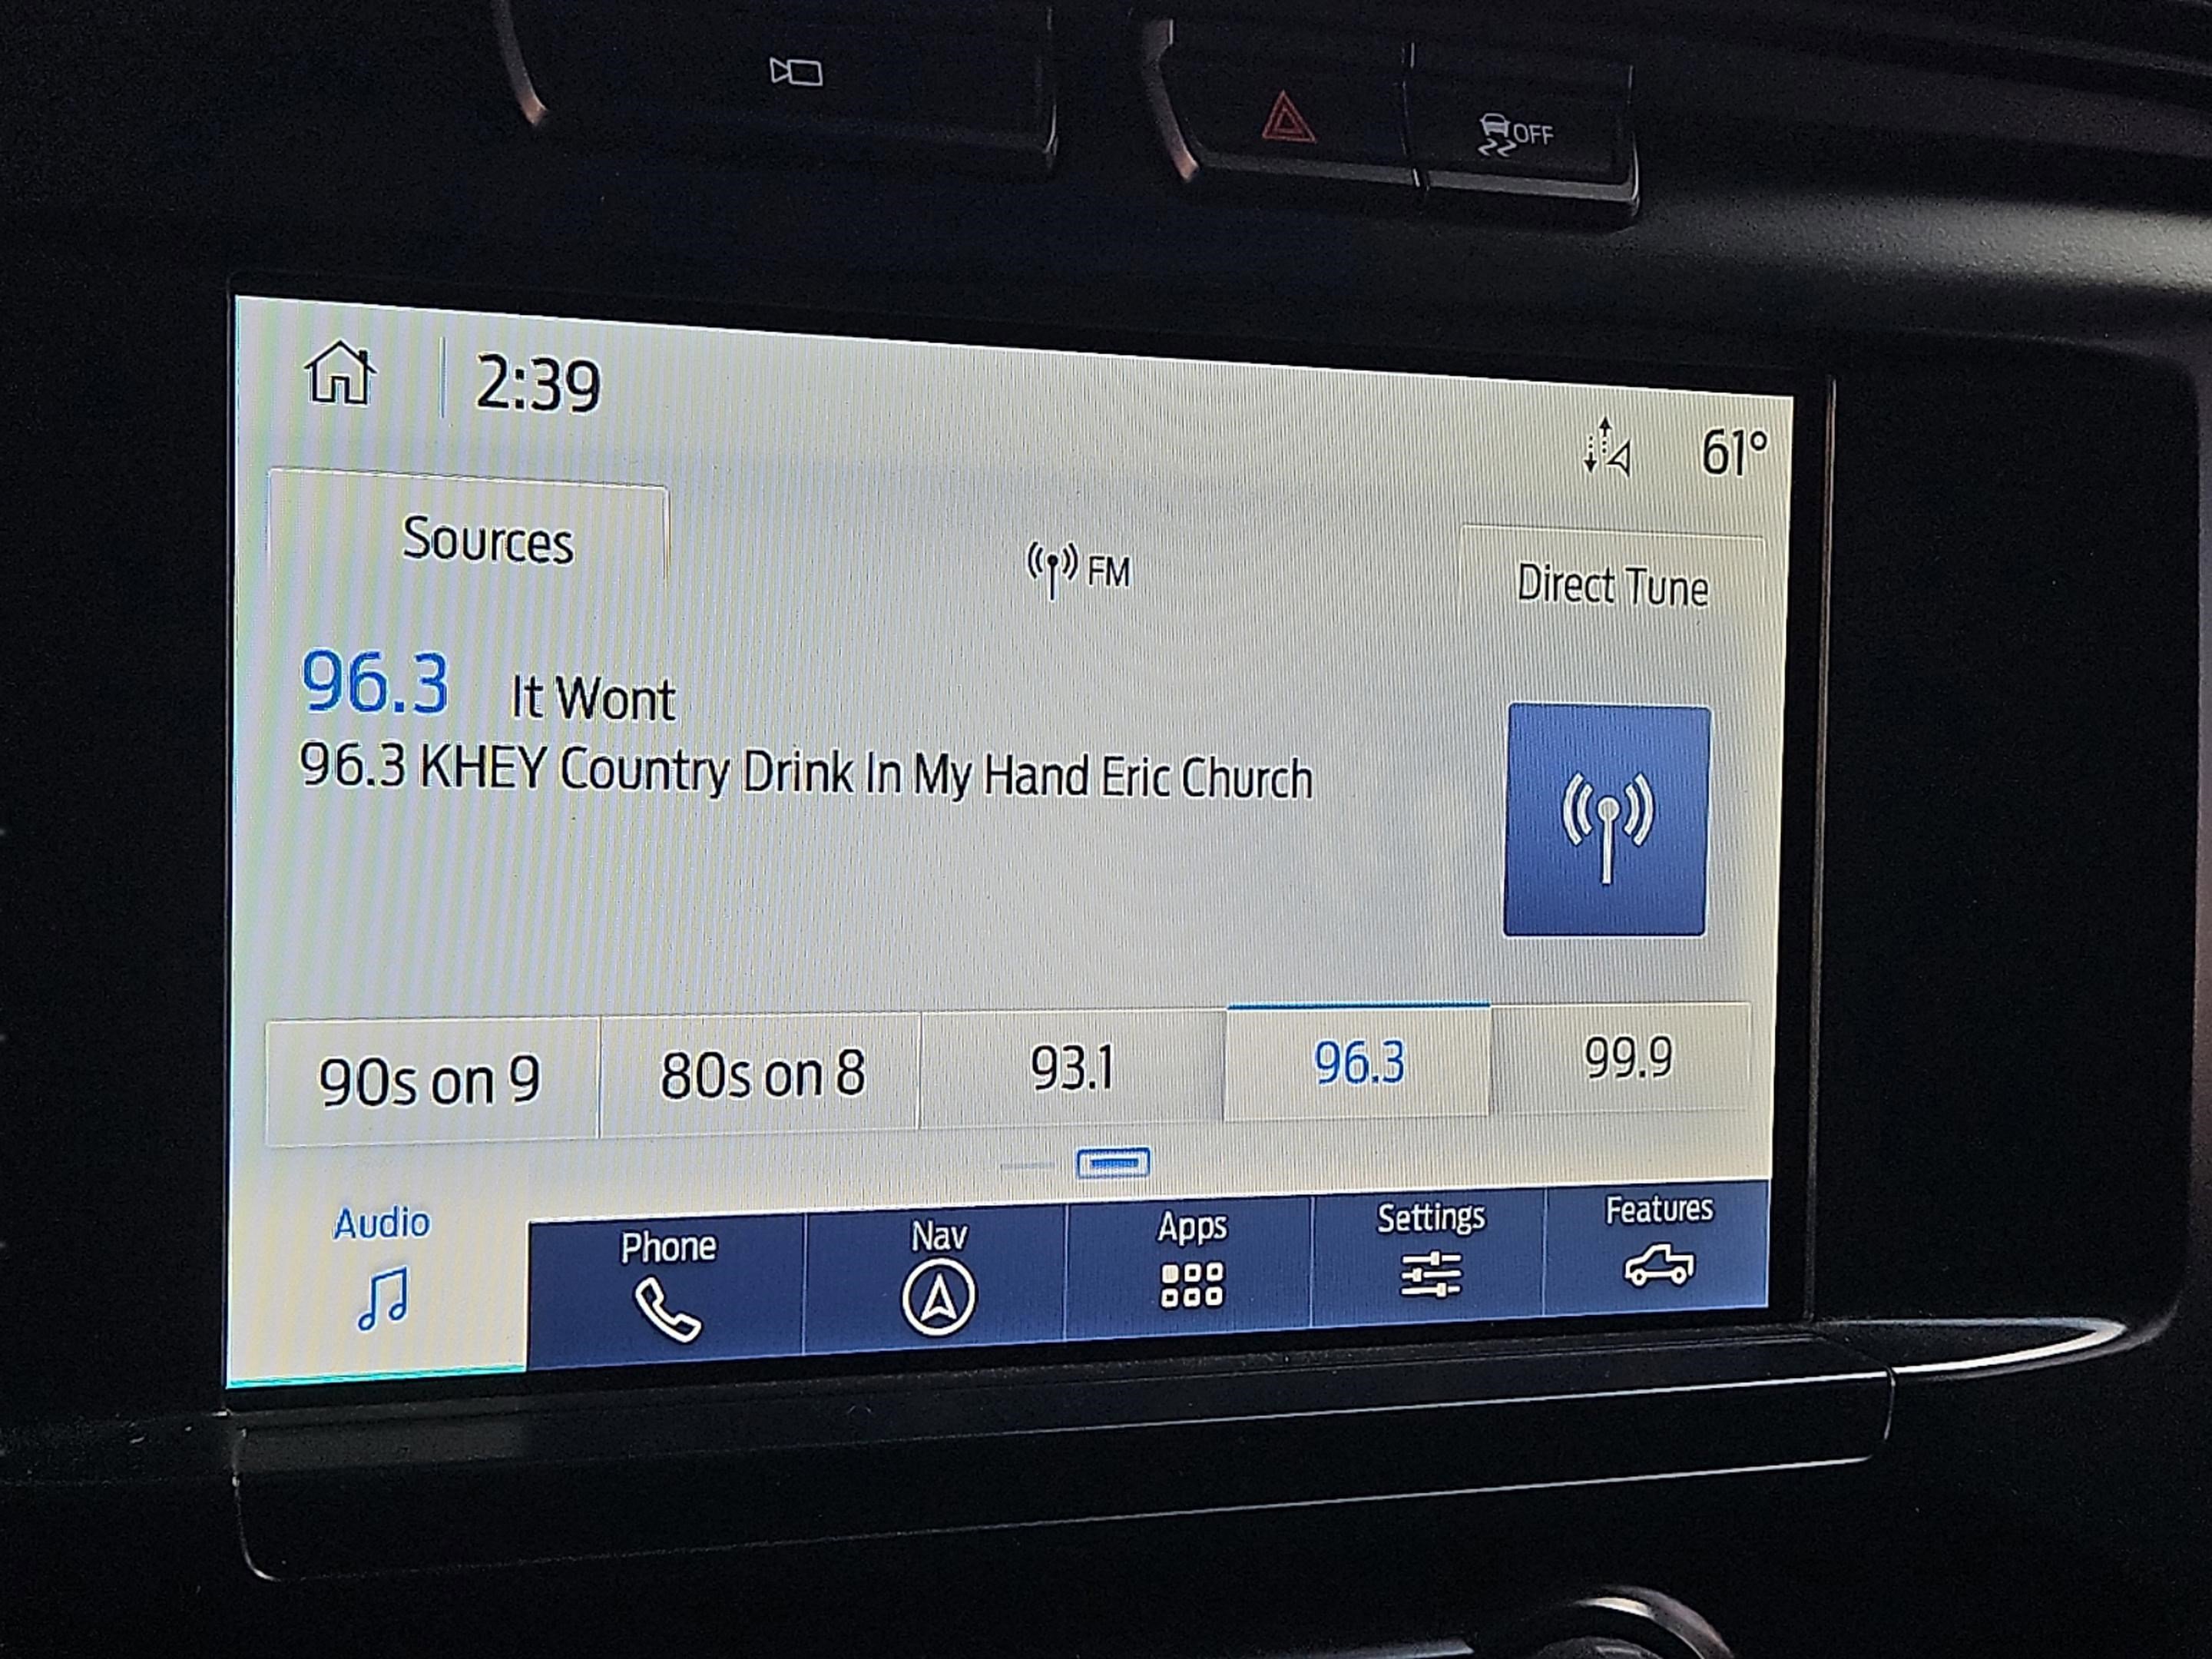 OFF
2:39
61°
Sources
FM
Direct Tune
96.3 It Wont
96.3 KHEY Country Drink In My Hand Eric Church
90s on 9
80s on 8
93.1
96.3
99.9
Audio
Phone
Nav
Apps
Settings
Features